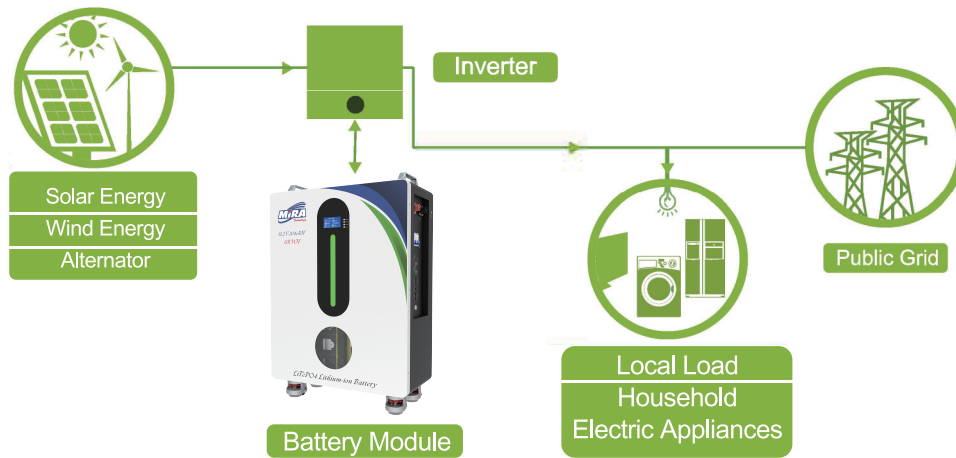 Inverter
Solar Energy
Wind Energy
Alternator
MIRA
LiFePO4 Lithium-ion Battery
Battery Module
Local Load
Household
Electric Appliances
Public Grid